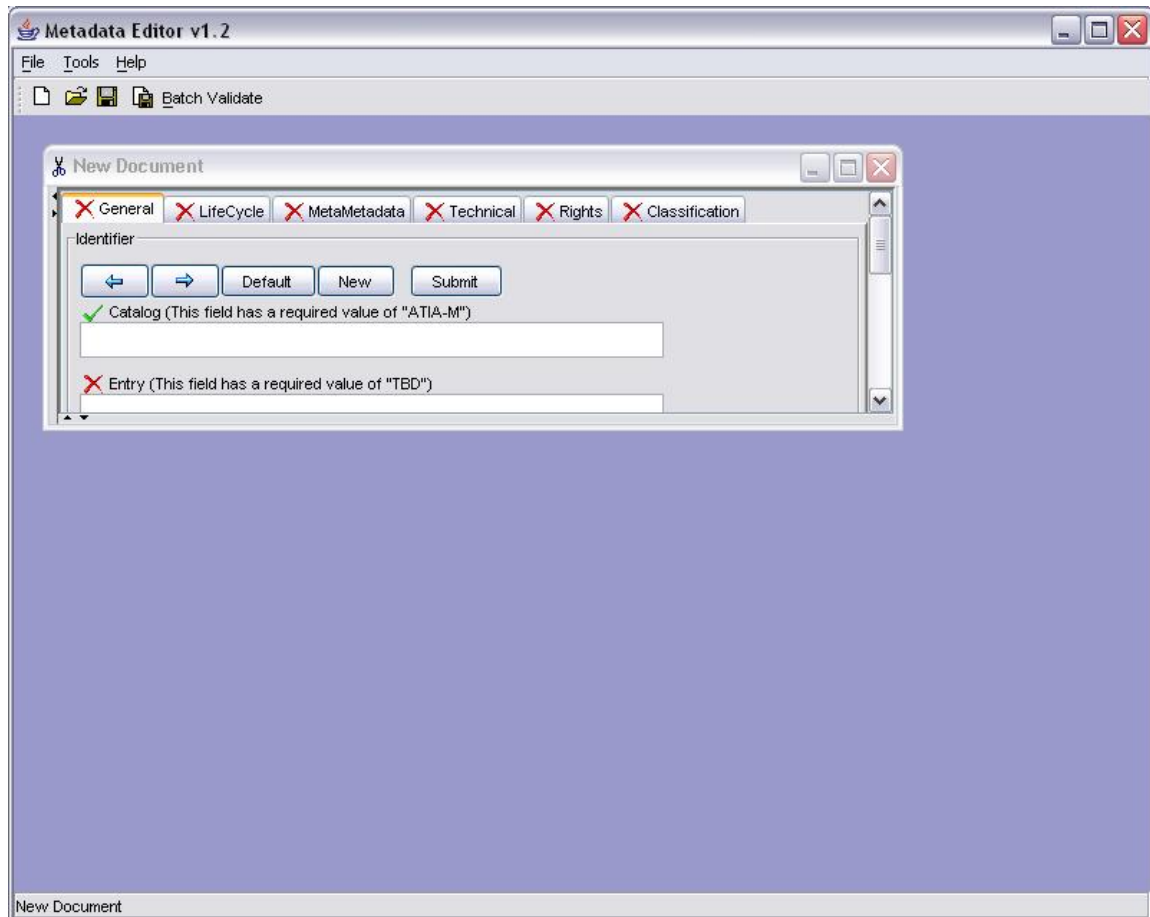 Metadata Editor v1.2
File Tools Help
Batch Validate
New Document
General LifeCycle MetaMetadata Technical Rights Classification
Identifier
Default New Submit
Catalog (This field has a required value of "ATIA-M")
Entry (This field has a required value of "TBD")
New Document